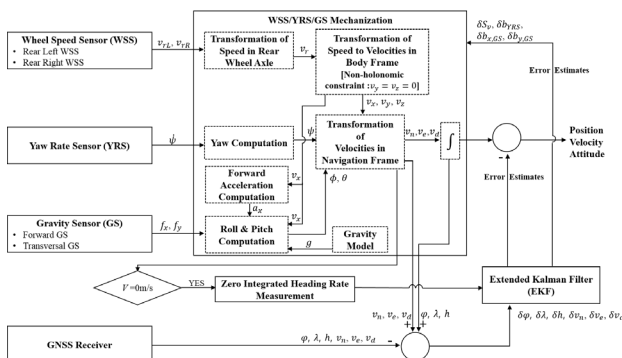 WSS/YRS/GS Mechanization
Wheel Speed Sensor (WSS)
• Rear Left WSS
• Rear Right WSS
v_rL, v_rR
Transformation of
Speed in Rear
Wheel Axle
v_r
Transformation of
Speed to Velocities in
Body Frame
[Non-holonomic
constraint :v_y = v_z = 0]
δS_v, δb_YRS,
δb_x,GS, δb_y,GS
Error
Estimates
v_x, v_y, v_z
Yaw Rate Sensor (YRS)
ψ̇
Yaw Computation
ψ
Transformation
of
Velocities in
Navigation Frame
v_n, v_e, v_d
∫
-
Position
Velocity
Attitude
Error
Estimates
Forward
Acceleration
Computation
v_x
ϕ, θ
a_x
v_x
Gravity Sensor (GS)
• Forward GS
• Transversal GS
f_x, f_y
Roll & Pitch
Computation
g
Gravity
Model
V =0m/s
YES
Zero Integrated Heading Rate
Measurement
Extended Kalman Filter
(EKF)
v_n, v_e, v_d
φ, λ, h
+
+
δφ, δλ, δh, δv_n, δv_e, δv_d
GNSS Receiver
φ, λ, h, v_n, v_e, v_d
-